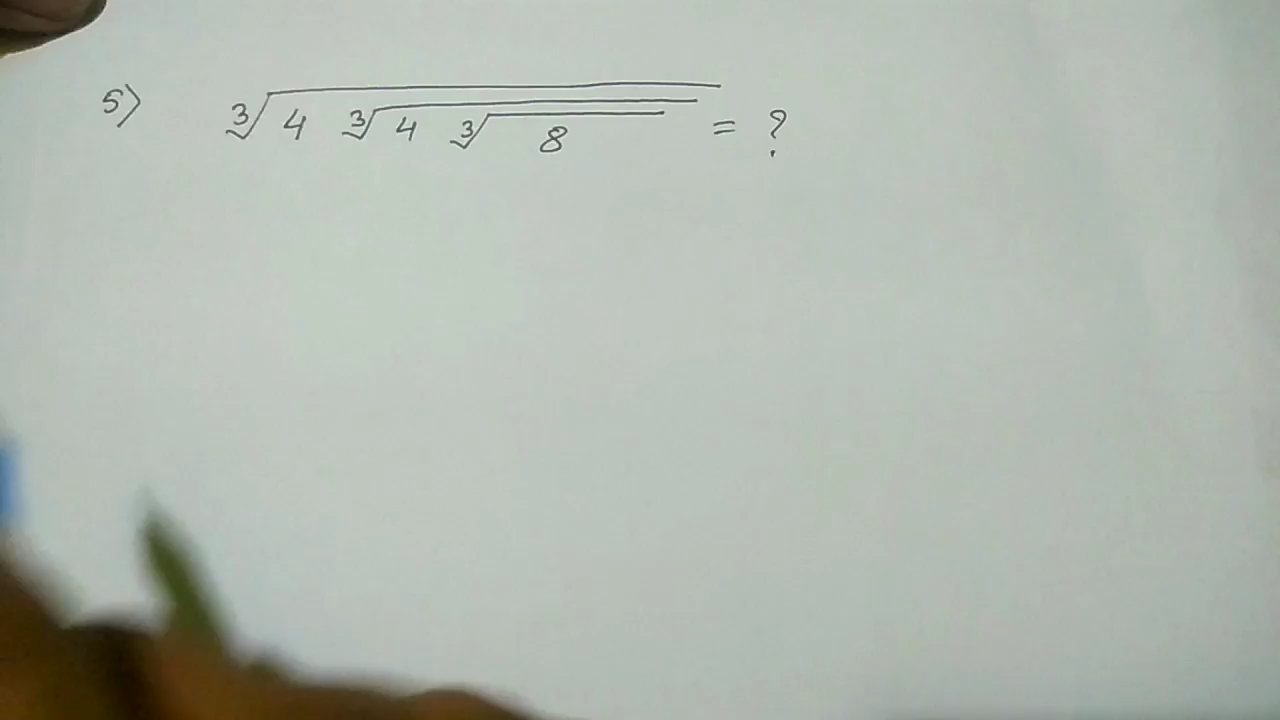 5) ∛(4 ∛(4 ∛8)) = ?